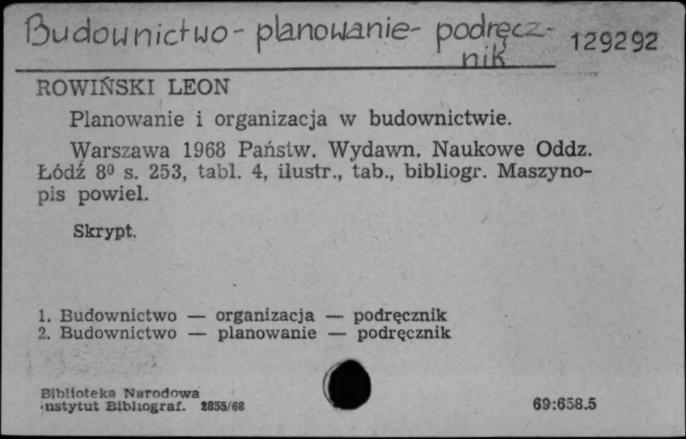 Budownictwo - planowanie - podręcz-
nik
129292
ROWIŃSKI LEON
Planowanie i organizacja w budownictwie.
Warszawa 1968 Państw. Wydawn. Naukowe Oddz.
Łódź 8⁰ s. 253, tabl. 4, ilustr., tab., bibliogr. Maszyno-
pis powiel.
Skrypt.
1. Budownictwo — organizacja — podręcznik
2. Budownictwo — planowanie — podręcznik
Biblioteka Narodowa
Instytut Bibliograf. 2855/68
69:658.5